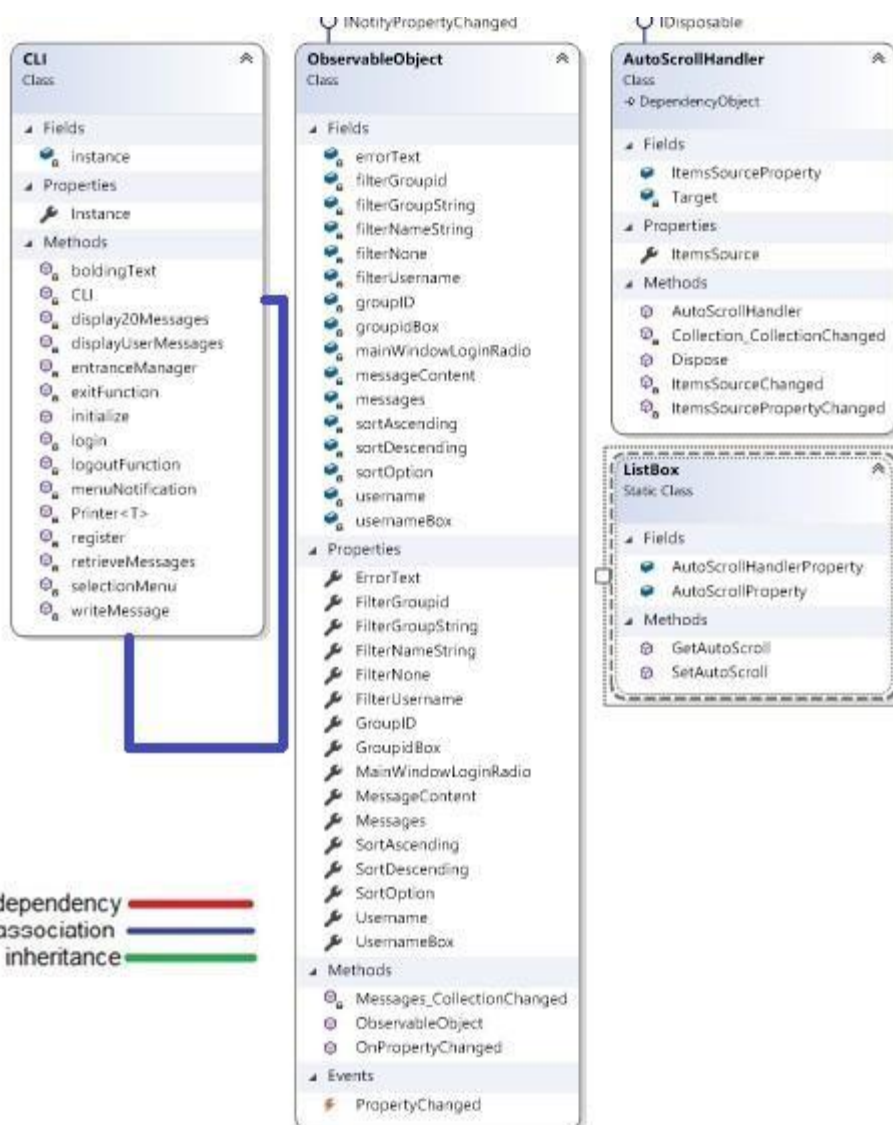 CLI
Class
Fields
instance
Properties
Instance
Methods
boldingText
CLI
display20Messages
displayUserMessages
entranceManager
exitFunction
initialize
login
logoutFunction
menuNotification
Printer<T>
register
retrieveMessages
selectionMenu
writeMessage
dependency
association
inheritance
INotifyPropertyChanged
ObservableObject
Class
Fields
errorText
filterGroupid
filterGroupString
filterNameString
filterNone
filterUsername
groupID
groupidBox
mainWindowLoginRadio
messageContent
messages
sortAscending
sortDescending
sortOption
username
usernameBox
Properties
ErrorText
FilterGroupid
FilterGroupString
FilterNameString
FilterNone
FilterUsername
GroupID
GroupidBox
MainWindowLoginRadio
MessageContent
Messages
SortAscending
SortDescending
SortOption
Username
UsernameBox
Methods
Messages_CollectionChanged
ObservableObject
OnPropertyChanged
Events
PropertyChanged
IDisposable
AutoScrollHandler
Class
DependencyObject
Fields
ItemsSourceProperty
Target
Properties
ItemsSource
Methods
AutoScrollHandler
Collection_CollectionChanged
Dispose
ItemsSourceChanged
ItemsSourcePropertyChanged
ListBox
Static Class
Fields
AutoScrollHandlerProperty
AutoScrollProperty
Methods
GetAutoScroll
SetAutoScroll